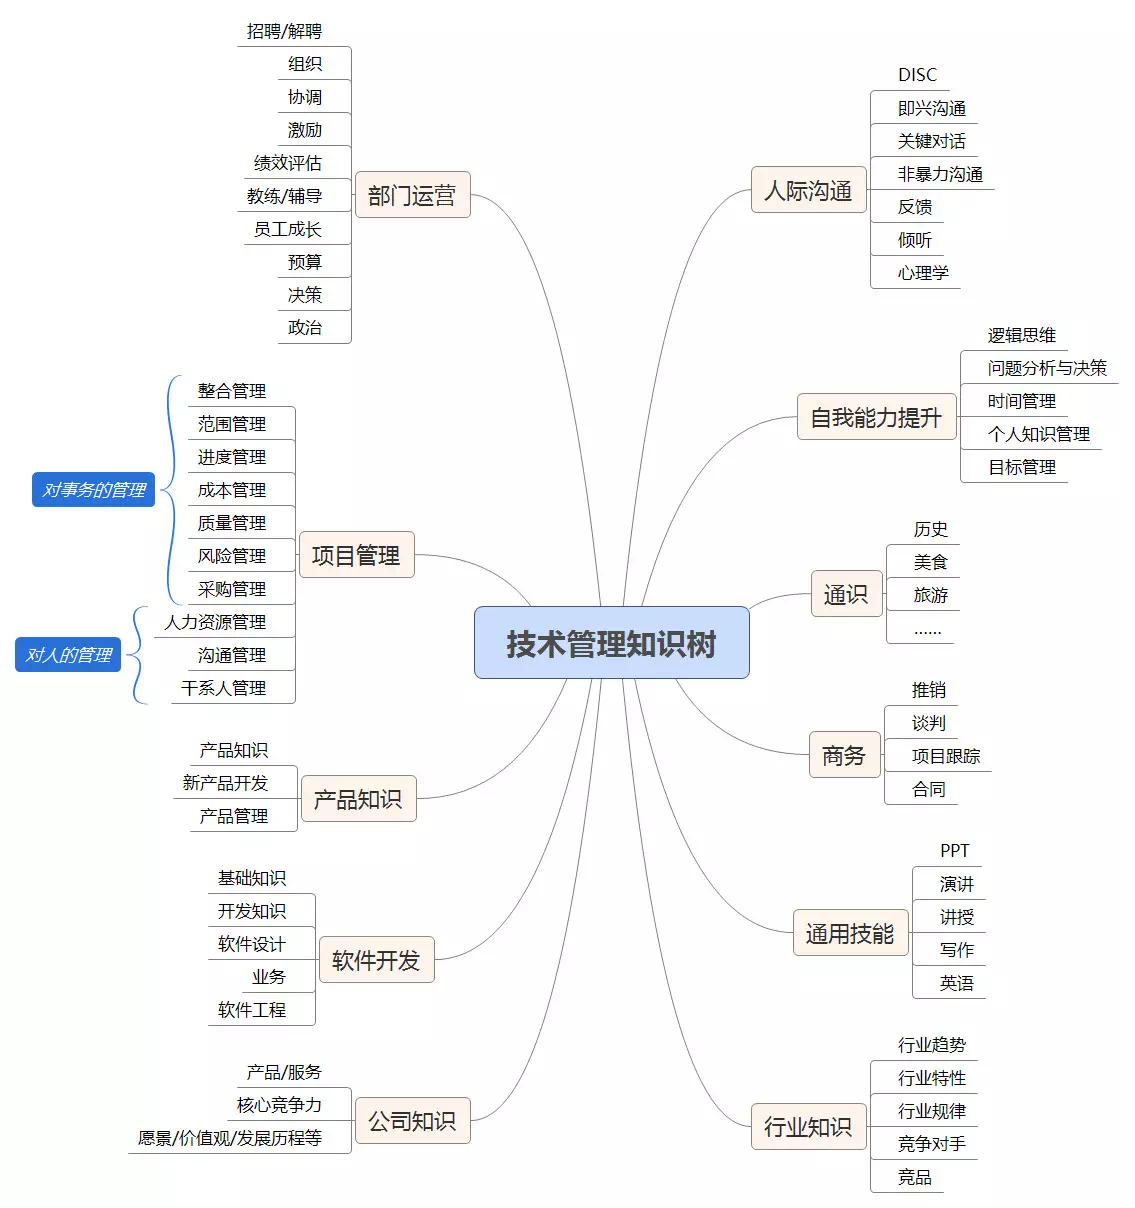 技术管理知识树
部门运营
招聘/解聘
组织
协调
激励
绩效评估
教练/辅导
员工成长
预算
决策
政治
项目管理
对事务的管理
整合管理
范围管理
进度管理
成本管理
质量管理
风险管理
采购管理
对人的管理
人力资源管理
沟通管理
干系人管理
产品知识
产品知识
新产品开发
产品管理
软件开发
基础知识
开发知识
软件设计
业务
软件工程
公司知识
产品/服务
核心竞争力
愿景/价值观/发展历程等
人际沟通
DISC
即兴沟通
关键对话
非暴力沟通
反馈
倾听
心理学
自我能力提升
逻辑思维
问题分析与决策
时间管理
个人知识管理
目标管理
通识
历史
美食
旅游
......
商务
推销
谈判
项目跟踪
合同
通用技能
PPT
演讲
讲授
写作
英语
行业知识
行业趋势
行业特性
行业规律
竞争对手
竞品